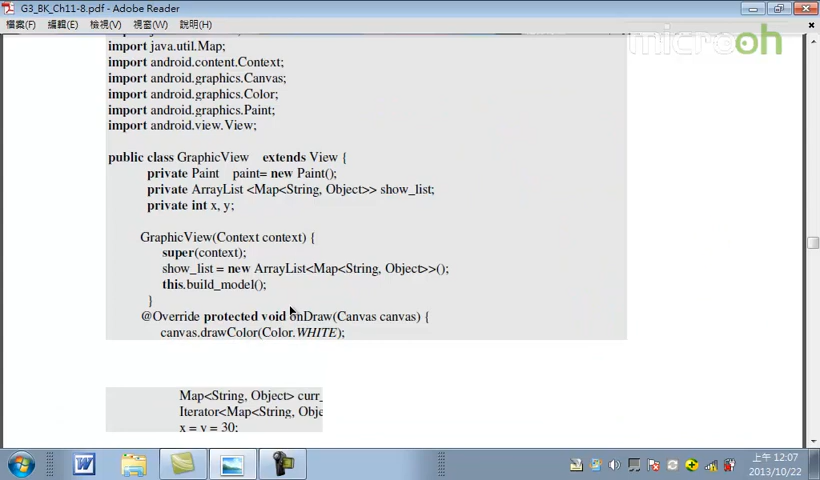 G3_BK_Ch11-8.pdf - Adobe Reader
檔案(F) 編輯(E) 檢視(V) 視窗(W) 說明(H)
microoh
import java.util.Map;
import android.content.Context;
import android.graphics.Canvas;
import android.graphics.Color;
import android.graphics.Paint;
import android.view.View;
public class GraphicView extends View {
private Paint paint= new Paint();
private ArrayList <Map<String, Object>> show_list;
private int x, y;
GraphicView(Context context) {
super(context);
show_list = new ArrayList<Map<String, Object>>();
this.build_model();
}
@Override protected void onDraw(Canvas canvas) {
canvas.drawColor(Color.WHITE);
Map<String, Object> curr_
Iterator<Map<String, Obje
x = y = 30;
上午 12:07
2013/10/22